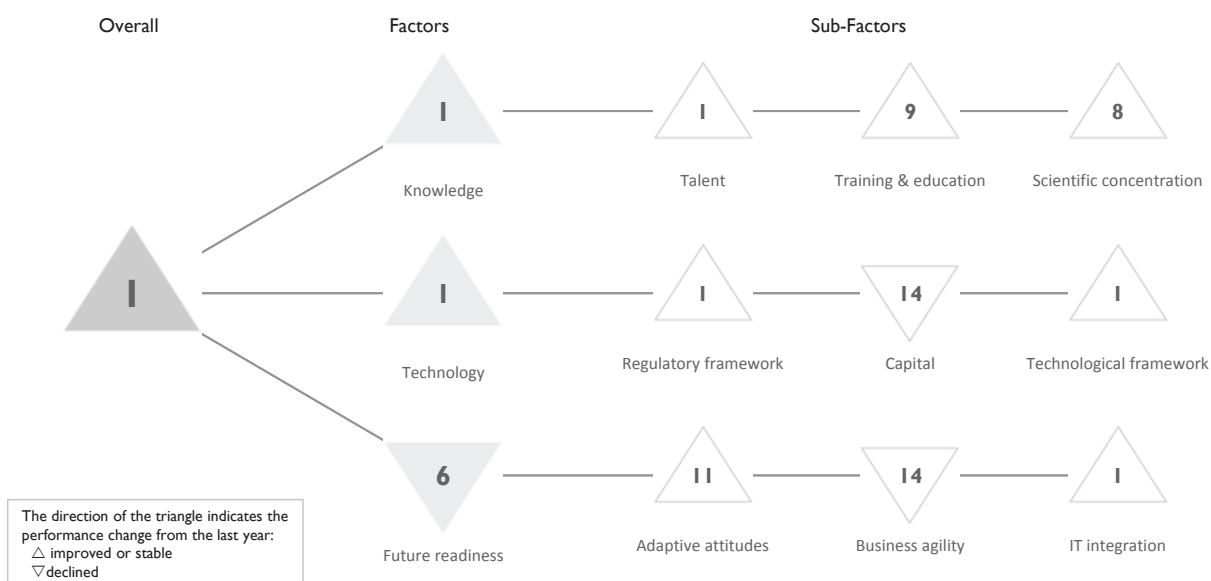 Overall Factors Sub-Factors
1 1 9 8
Knowledge Talent Training & education Scientific concentration
1 1 1 14 1
Technology Regulatory framework Capital Technological framework
6 11 14 1
Future readiness Adaptive attitudes Business agility IT integration
The direction of the triangle indicates the
performance change from the last year:
△ improved or stable
▽ declined